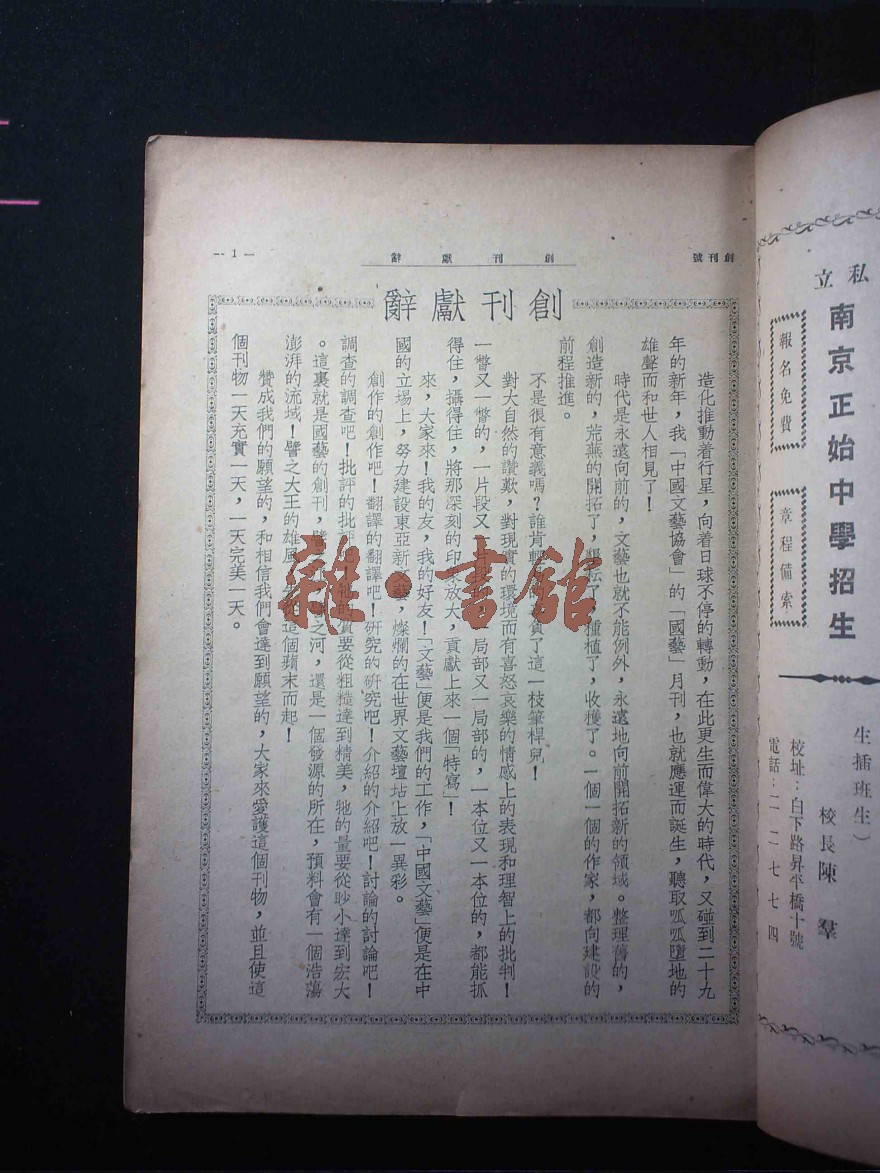 創刊號
創刊獻辭
— 1 —
創刊獻辭
造化推動着行星，向着日球不停的轉動，在此更生而偉大的時代，又碰到二十九
年的新年，我「中國文藝協會」的「國藝」月刊，也就應運而誕生，聽取呱呱墮地的
雄聲而和世人相見了！
時代是永遠向前的，文藝也就不能例外，永遠地向前開拓新的領域。整理舊的，
創造新的，荒蕪的開拓了，墾耘了，種植了，收穫了。一個一個的作家，都向建設的
前程推進。
不是很有意義嗎？誰肯輕負了這一枝筆桿兒！
對大自然的讚歎，對現實的環境而有喜怒哀樂的情感上的表現和理智上的批判！
一瞥又一瞥的，一片段又一片段的，局部又一局部的，一本位又一本位的，都能抓
得住，攝得住，將那深刻的印象放大，貢獻上來一個「特寫」！
來，大家來！我的友，我的好友！「文藝」便是我們的工作，「中國文藝」便是在中
國的立場上，努力建設東亞新文藝，燦爛的在世界文藝壇坫上放一異彩。
創作的創作吧！翻譯的翻譯吧！研究的研究吧！介紹的介紹吧！討論的討論吧！
調查的調查吧！批評的批評吧！牠的質要從粗糙達到精美，牠的量要從眇小達到宏大
。這裏就是國藝的創刊，譬之河，還是一個發源的所在，預料會有一個浩蕩
澎湃的流域！譬之大王的雄風，這個蘋末而起！
贊成我們的願望的，和相信我們會達到願望的，大家來愛護這個刊物，並且使這
個刊物一天充實一天，一天完美一天。
雜·書館
私立
南京正始中學招生
報名免費
章程備索
生插班生）
校長陳羣
校址：白下路昇平橋十號
電話：二二七七四